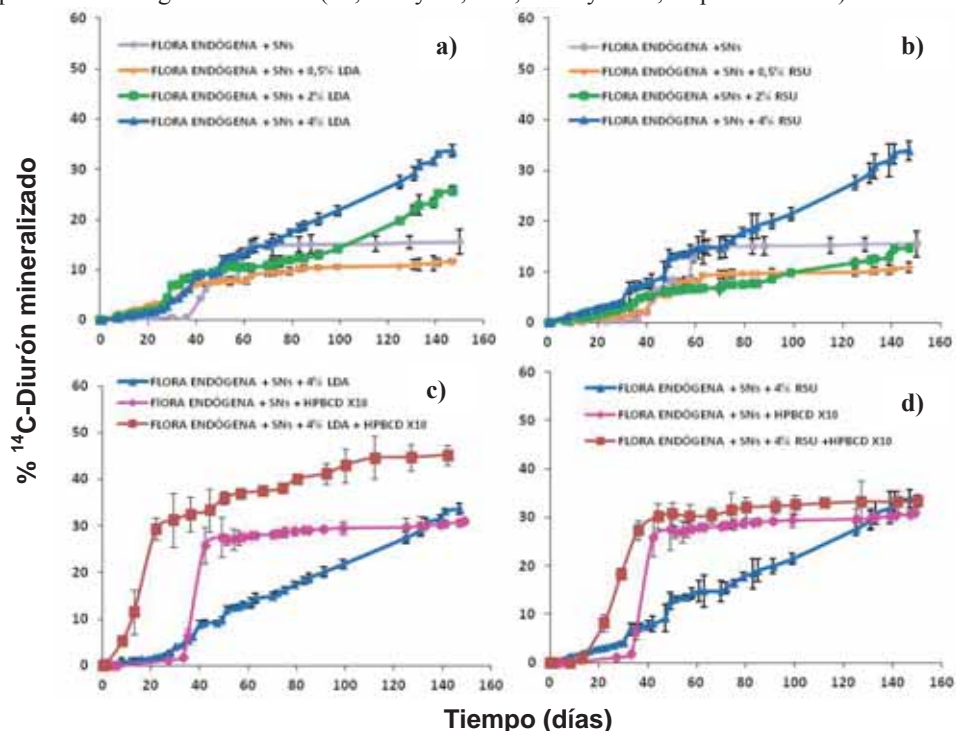 60
50
40
30
20
10
0
FLORA ENDÓGENA + SNs
FLORA ENDÓGENA + SNs + 0,5% LDA
FLORA ENDÓGENA + SNs + 2% LDA
FLORA ENDÓGENA + SNs + 4% LDA
a)
0 20 40 60 80 100 120 140 160
60
50
40
30
20
10
0
FLORA ENDÓGENA +SNs
FLORA ENDÓGENA + SNs + 0,5% RSU
FLORA ENDÓGENA +SNs + 2% RSU
FLORA ENDÓGENA + SNs + 4% RSU
b)
0 20 40 60 80 100 120 140 160
% ¹⁴C-Diurón mineralizado
60
50
40
30
20
10
0
FLORA ENDÓGENA + SNs + 4% LDA
FlORA ENDÓGENA + SNs + HPBCD X10
FLORA ENDÓGENA + SNs + 4% LDA + HPBCD X10
c)
0 20 40 60 80 100 120 140 160
60
50
40
30
20
10
0
FLORA ENDÓGENA + SNs + 4% RSU
FLORA ENDÓGENA + SNs + HPBCD X10
FLORA ENDÓGENA + SNs + 4% RSU +HPBCD X10
d)
0 20 40 60 80 100 120 140 160
Tiempo (días)